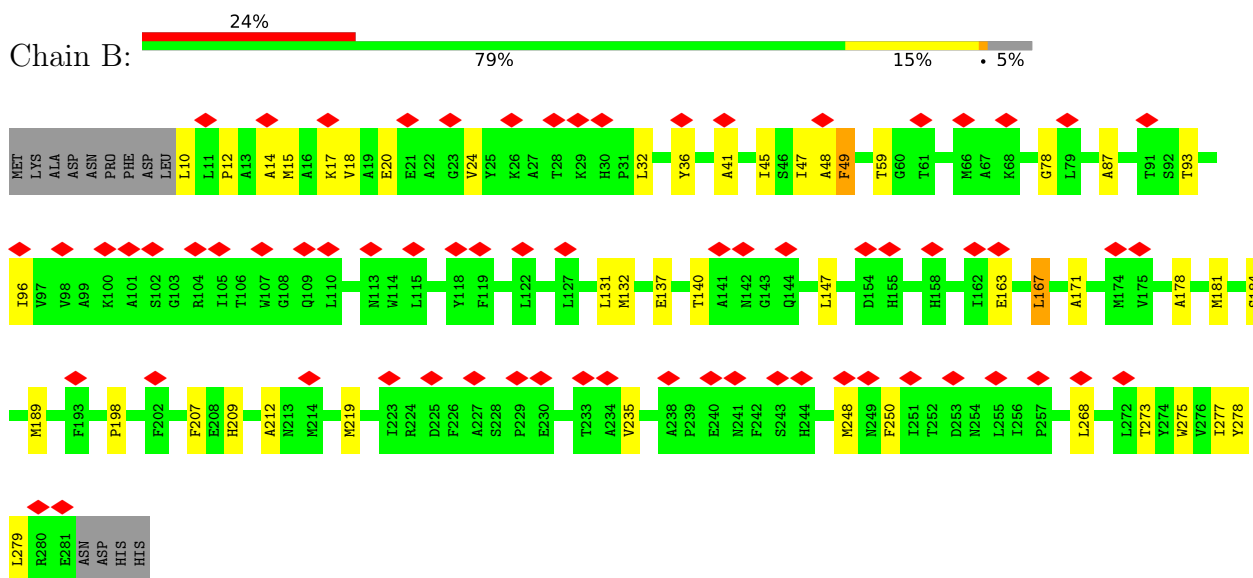 24%
Chain B:
79% 15% • 5%
MET LYS ALA ASP ASN PRO PHE ASP LEU L10 L11 P12 A13 A14 M15 A16 K17 V18 A19 E20 E21 A22 G23 V24 Y25 K26 A27 T28 K29 H30 P31 L32 Y36 A41 I45 S46 I47 A48 F49 T59 G60 T61 M66 A67 K68 G78 L79 A87 T91 S92 T93
I96 V97 V98 A99 K100 A101 S102 G103 R104 I105 T106 W107 G108 Q109 L110 N113 W114 L115 Y118 F119 L122 L127 L131 M132 E137 T140 A141 N142 G143 Q144 L147 D154 H155 H158 I162 E163 L167 A171 M174 V175 A178 M181
M189 F193 P198 F202 F207 E208 H209 A212 N213 M214 M219 I223 R224 D225 F226 A227 S228 P229 E230 T233 A234 V235 A238 P239 E240 N241 F242 S243 H244 M248 N249 F250 I251 T252 D253 N254 L255 I256 P257 L268 L272 T273 Y274 W275 V276 I277 Y278
L279 R280 E281 ASN ASP HIS HIS